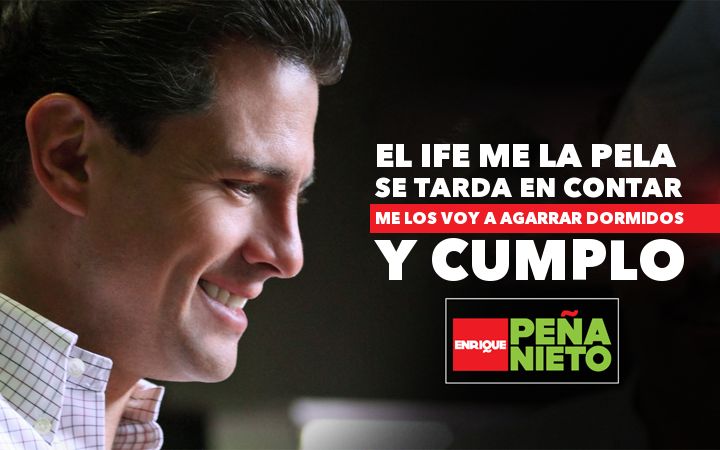 EL IFE ME LA PELA
SE TARDA EN CONTAR
ME LOS VOY A AGARRAR DORMIDOS
Y CUMPLO
ENRIQUE
PEÑA
NIETO